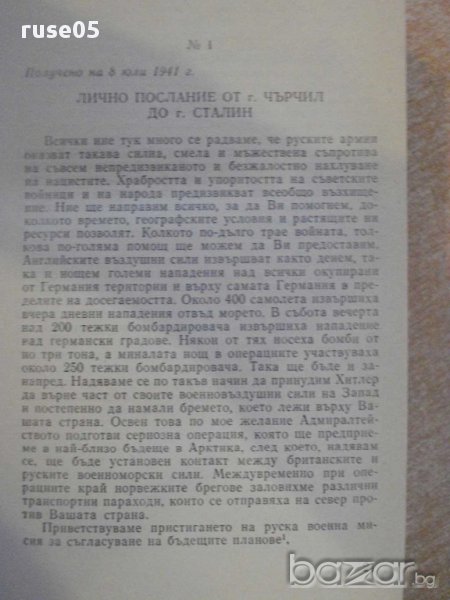 ruse05
№ 1
Получено на 8 юли 1941 г.
ЛИЧНО ПОСЛАНИЕ ОТ г. ЧЪРЧИЛ
ДО г. СТАЛИН
Всички ние тук много се радваме, че руските армии
оказват такава силна, смела и мъжествена съпротива
на съвсем непредизвиканото и безжалостно нахлуване
на нацистите. Храбростта и упоритостта на съветските
войници и на народа предизвикват всеобщо възхище-
ние. Ние ще направим всичко, за да Ви помогнем, до-
колкото времето, географските условия и растящите ни
ресурси позволят. Колкото по-дълго трае войната, тол-
кова по-голяма помощ ще можем да Ви предоставим.
Английските въздушни сили извършват както денем, та-
ка и нощем големи нападения над всички окупирани
от Германия територии и върху самата Германия в пре-
делите на досегаемостта. Около 400 самолета извършиха
вчера дневни нападения отвъд морето. В събота вечерта
над 200 тежки бомбардировача извършиха нападение
над германски градове. Някои от тях носеха бомби от
по три тона, а миналата нощ в операциите участвуваха
около 250 тежки бомбардировача. Така ще бъде и за-
напред. Надяваме се по такъв начин да принудим Хитлер
да върне част от своите военновъздушни сили на Запад
и постепенно да намали бремето, което лежи върху Ва-
шата страна. Освен това по мое желание Адмиралтей-
ството подготви сериозна операция, която ще предприе-
ме в най-близо бъдеще в Арктика, след което, надявам
се, ще бъде установен контакт между британските и
руските военноморски сили. Междувременно при опе-
рациите край норвежките брегове заловихме различни
транспортни параходи, които се отправяха на север про-
тив Вашата страна.
Приветствуваме пристигането на руска военна ми-
сия за съгласуване на бъдещите планове¹.
bazar.bg